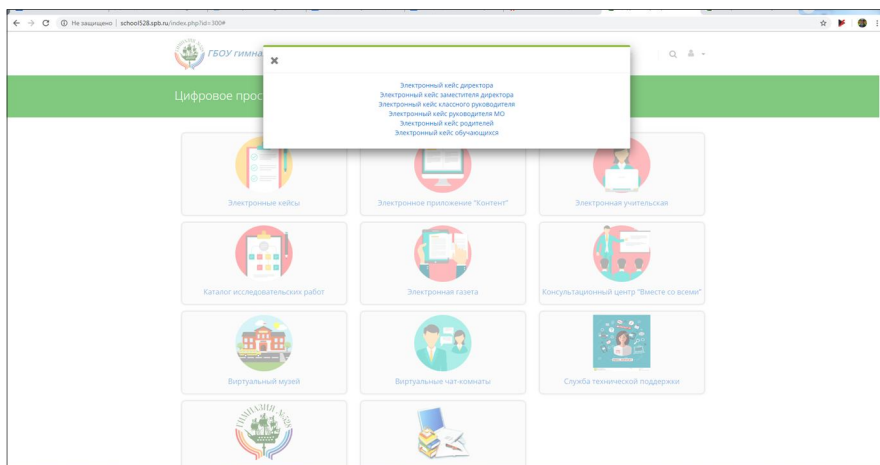 Не защищено | school528.spb.ru/index.php?id=300#
ГБОУ гимна
Цифровое прос
Электронный кейс директора
Электронный кейс заместителя директора
Электронный кейс классного руководителя
Электронный кейс руководителя МО
Электронный кейс родителей
Электронный кейс обучающихся
Электронные кейсы
Электронное приложение "Контент"
Электронная учительская
Каталог исследовательских работ
Электронная газета
Консультационный центр "Вместе со всеми"
Виртуальный музей
Виртуальные чат-комнаты
Служба технической поддержки
ГИМНАЗИЯ №528